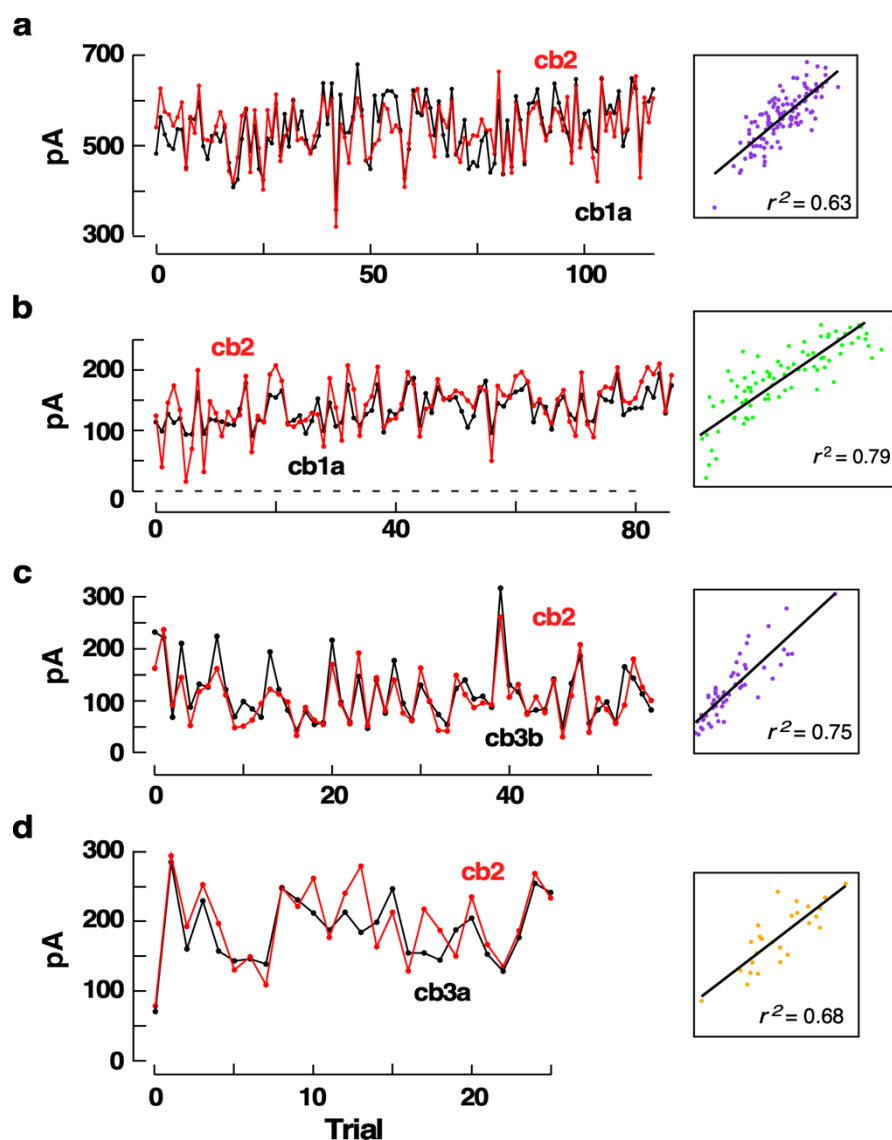 a
700
500
300
pA
cb2
cb1a
0
50
100
r² = 0.63
b
200
100
0
pA
cb2
cb1a
0
40
80
r² = 0.79
c
300
200
100
0
pA
cb2
cb3b
0
20
40
r² = 0.75
d
300
200
100
0
pA
cb2
cb3a
0
10
20
Trial
r² = 0.68